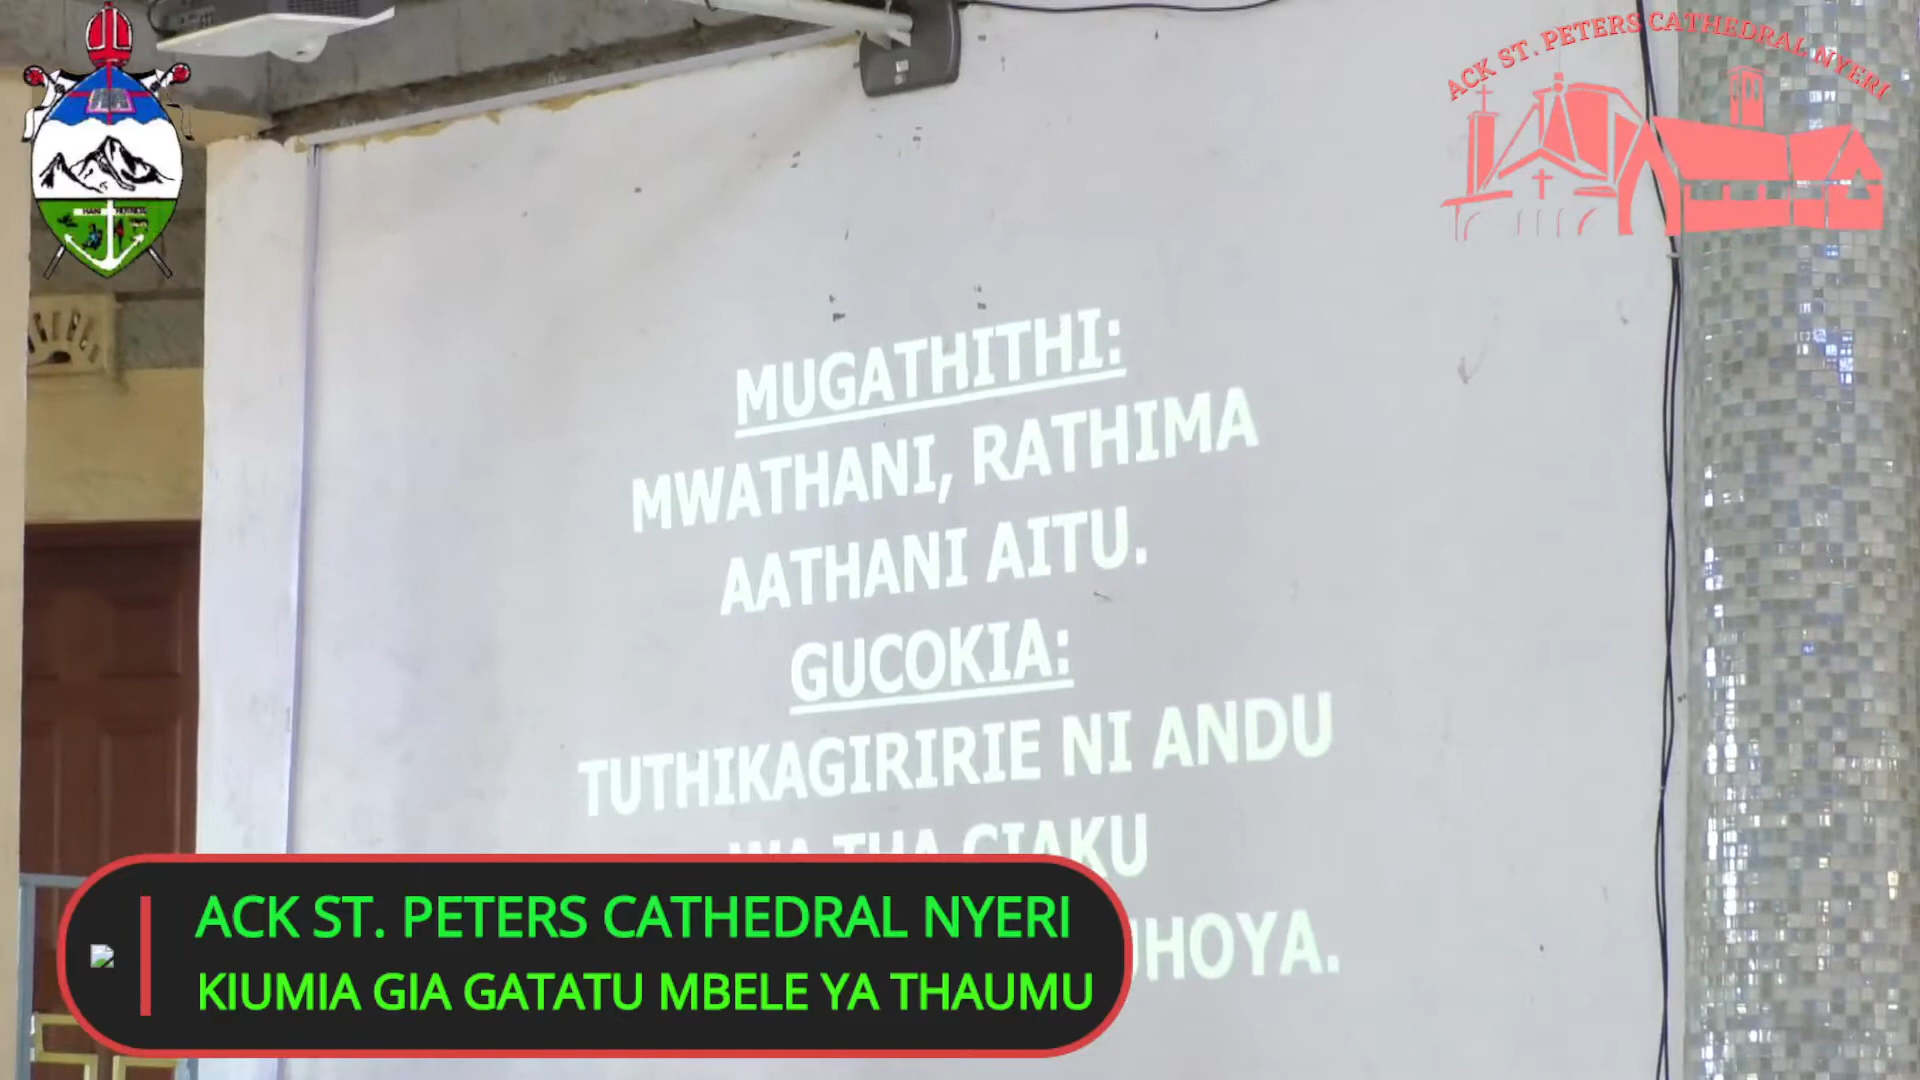 ACK ST. PETERS CATHEDRAL NYERI
MUGATHITHI:
MWATHANI, RATHIMA
AATHANI AITU.
GUCOKIA:
TUTHIKAGIRIRIE NI ANDU
THA CIAKU
ACK ST. PETERS CATHEDRAL NYERI
KIUMIA GIA GATATU MBELE YA THAUMU